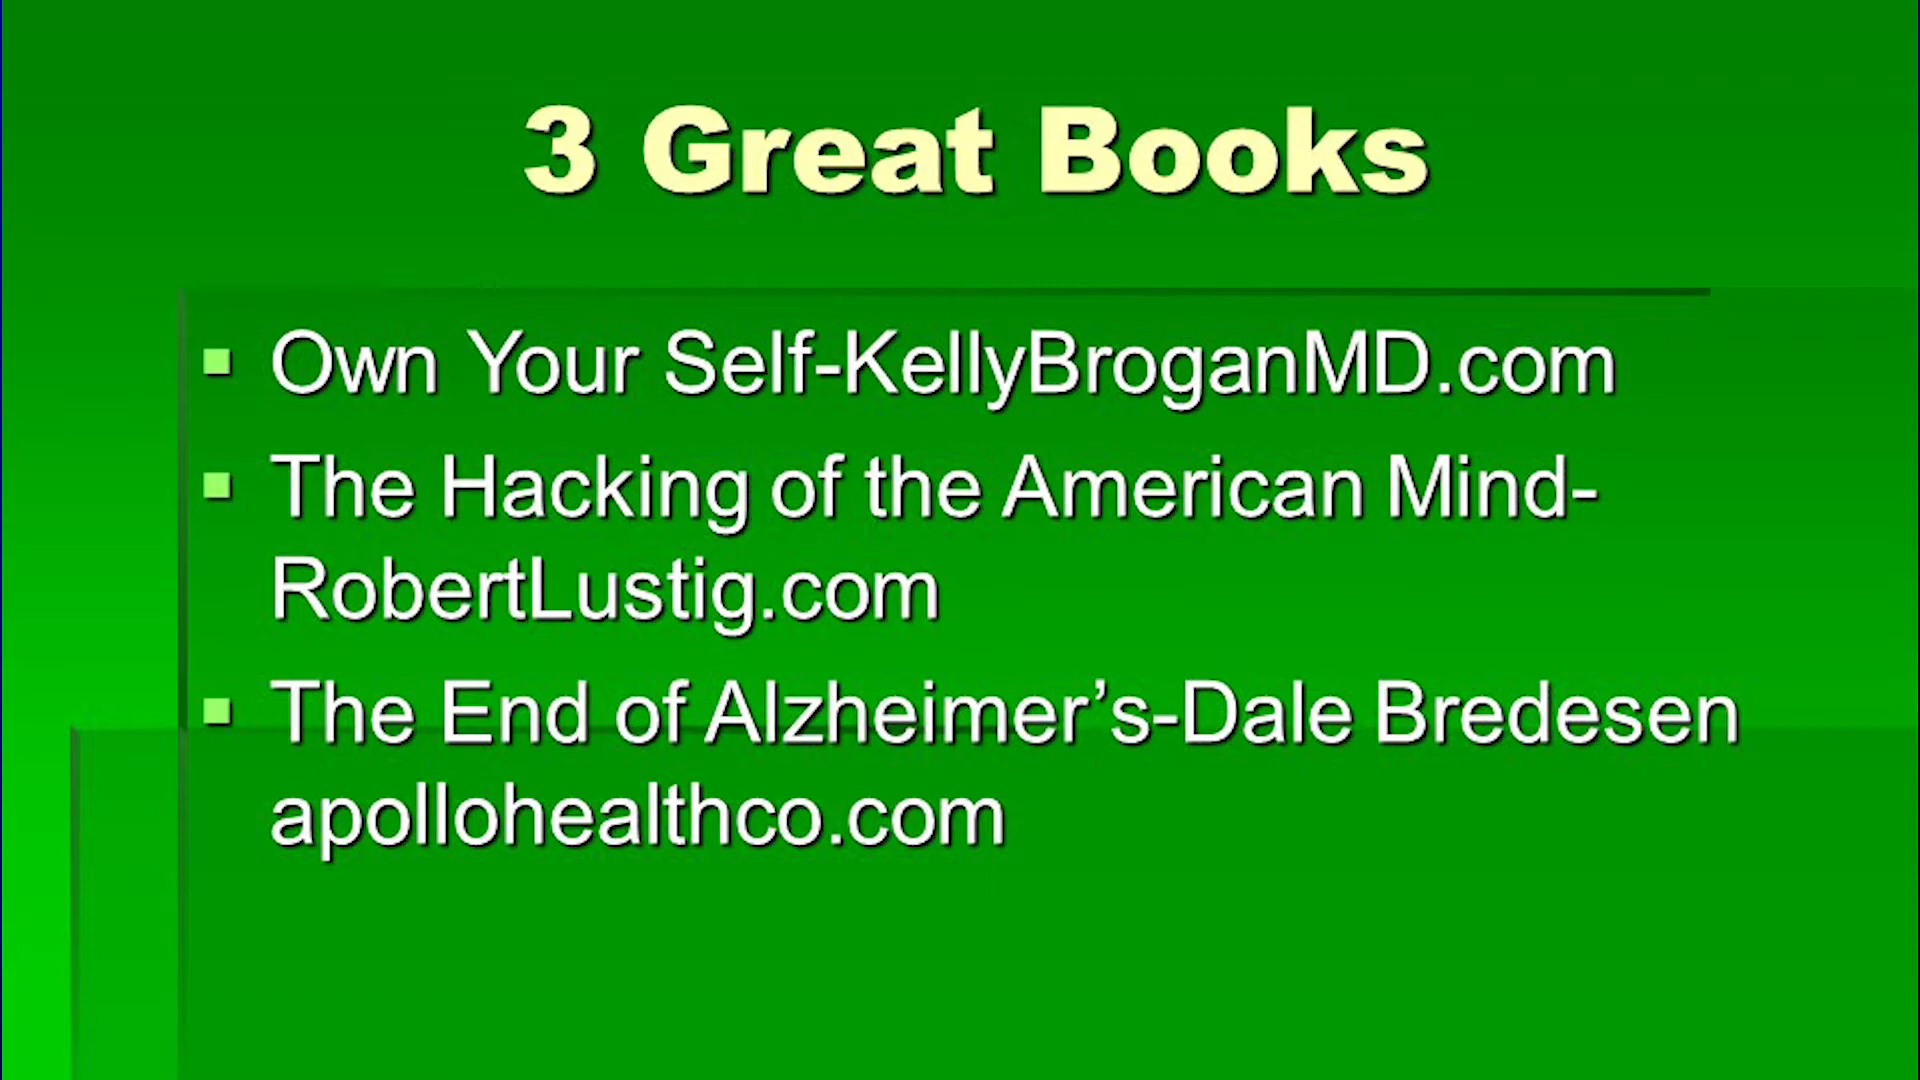 3 Great Books
Own Your Self-KellyBroganMD.com
The Hacking of the American Mind-
RobertLustig.com
The End of Alzheimer’s-Dale Bredesen
apollohealthco.com